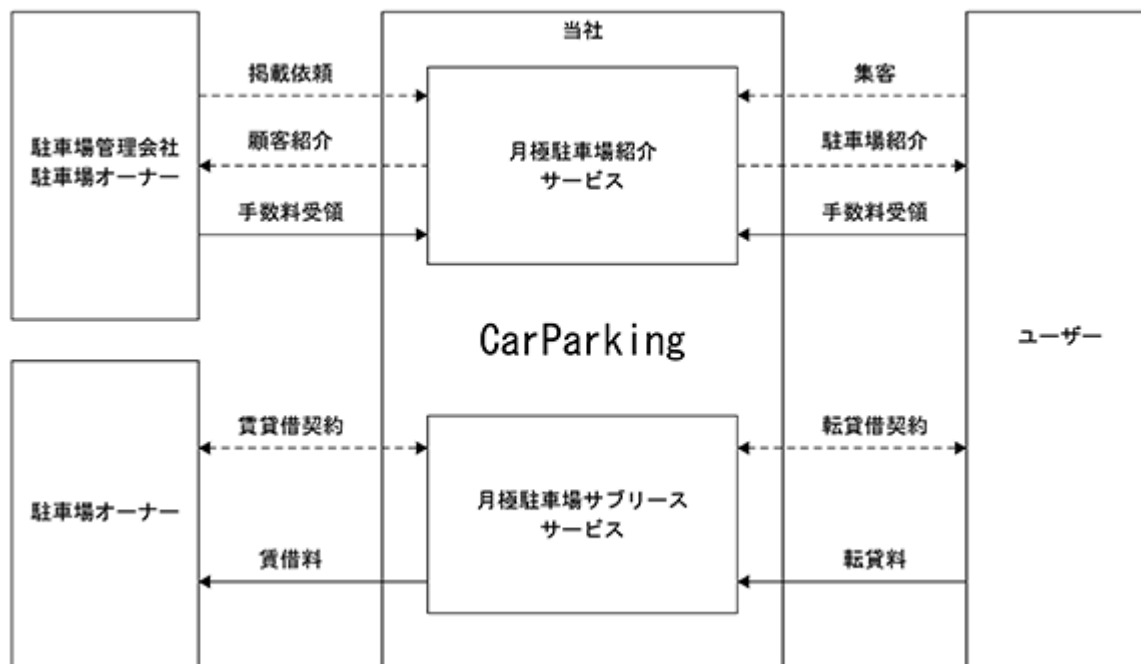 当社
掲載依頼
集客
顧客紹介
駐車場紹介
駐車場管理会社
駐車場オーナー
月極駐車場紹介
サービス
手数料受領
手数料受領
CarParking
ユーザー
賃貸借契約
転貸借契約
駐車場オーナー
月極駐車場サブリース
サービス
賃借料
転貸料